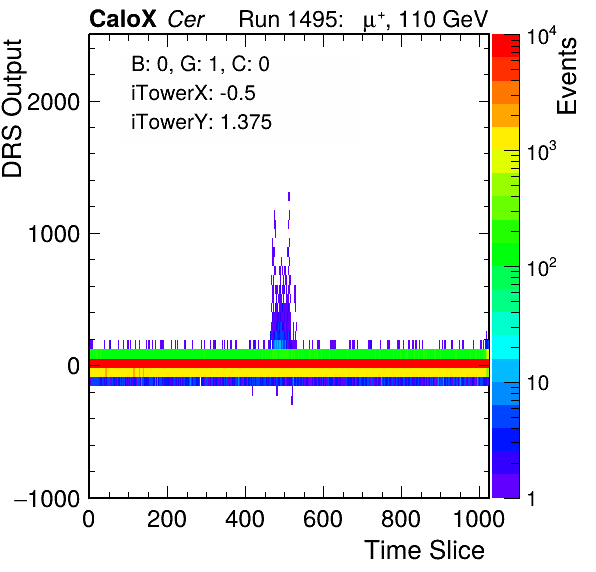 CaloX Cer Run 1495: μ⁺, 110 GeV
B: 0, G: 1, C: 0
iTowerX: -0.5
iTowerY: 1.375
DRS Output
2000
1000
0
−1000
0 200 400 600 800 1000
Time Slice
Events
10⁴
10³
10²
10
1